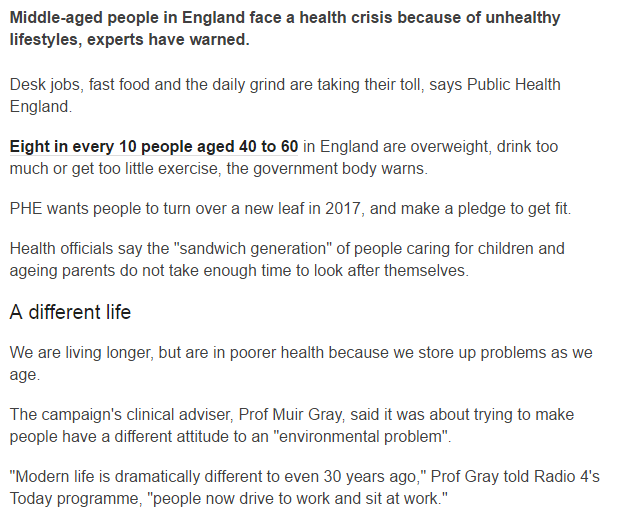 Middle-aged people in England face a health crisis because of unhealthy
lifestyles, experts have warned.
Desk jobs, fast food and the daily grind are taking their toll, says Public Health
England.
Eight in every 10 people aged 40 to 60 in England are overweight, drink too
much or get too little exercise, the government body warns.
PHE wants people to turn over a new leaf in 2017, and make a pledge to get fit.
Health officials say the "sandwich generation" of people caring for children and
ageing parents do not take enough time to look after themselves.
A different life
We are living longer, but are in poorer health because we store up problems as we
age.
The campaign's clinical adviser, Prof Muir Gray, said it was about trying to make
people have a different attitude to an "environmental problem".
"Modern life is dramatically different to even 30 years ago," Prof Gray told Radio 4's
Today programme, "people now drive to work and sit at work."